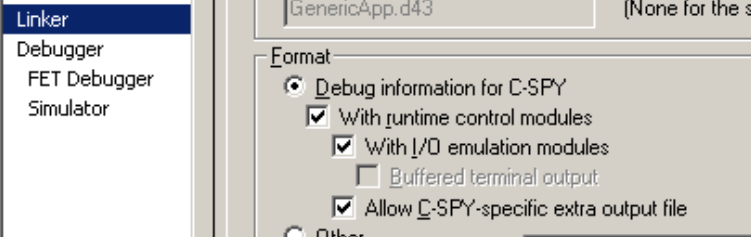 Linker
Debugger
FET Debugger
Simulator
GenericApp.d43
(None for the s
Format
Debug information for C-SPY
With runtime control modules
With I/O emulation modules
Buffered terminal output
Allow C-SPY-specific extra output file
Other